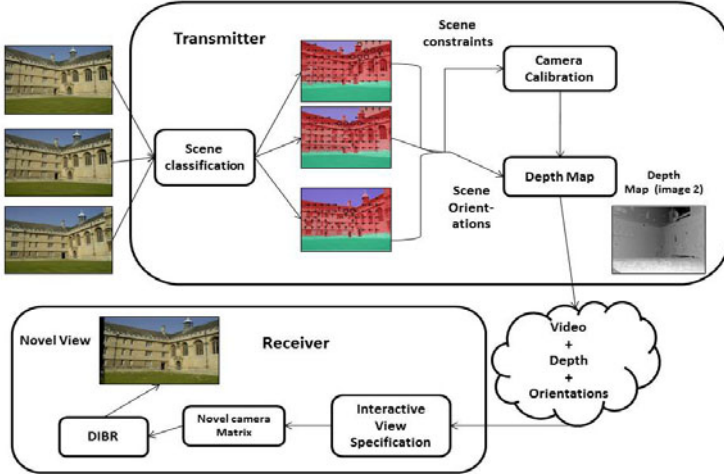 Transmitter
Scene
constraints
Camera
Calibration
Scene
classification
Depth Map
Scene
Orient-
ations
Depth
Map (image 2)
Video
+
Depth
+
Orientations
Novel View
Receiver
DIBR
Novel camera
Matrix
Interactive
View
Specification